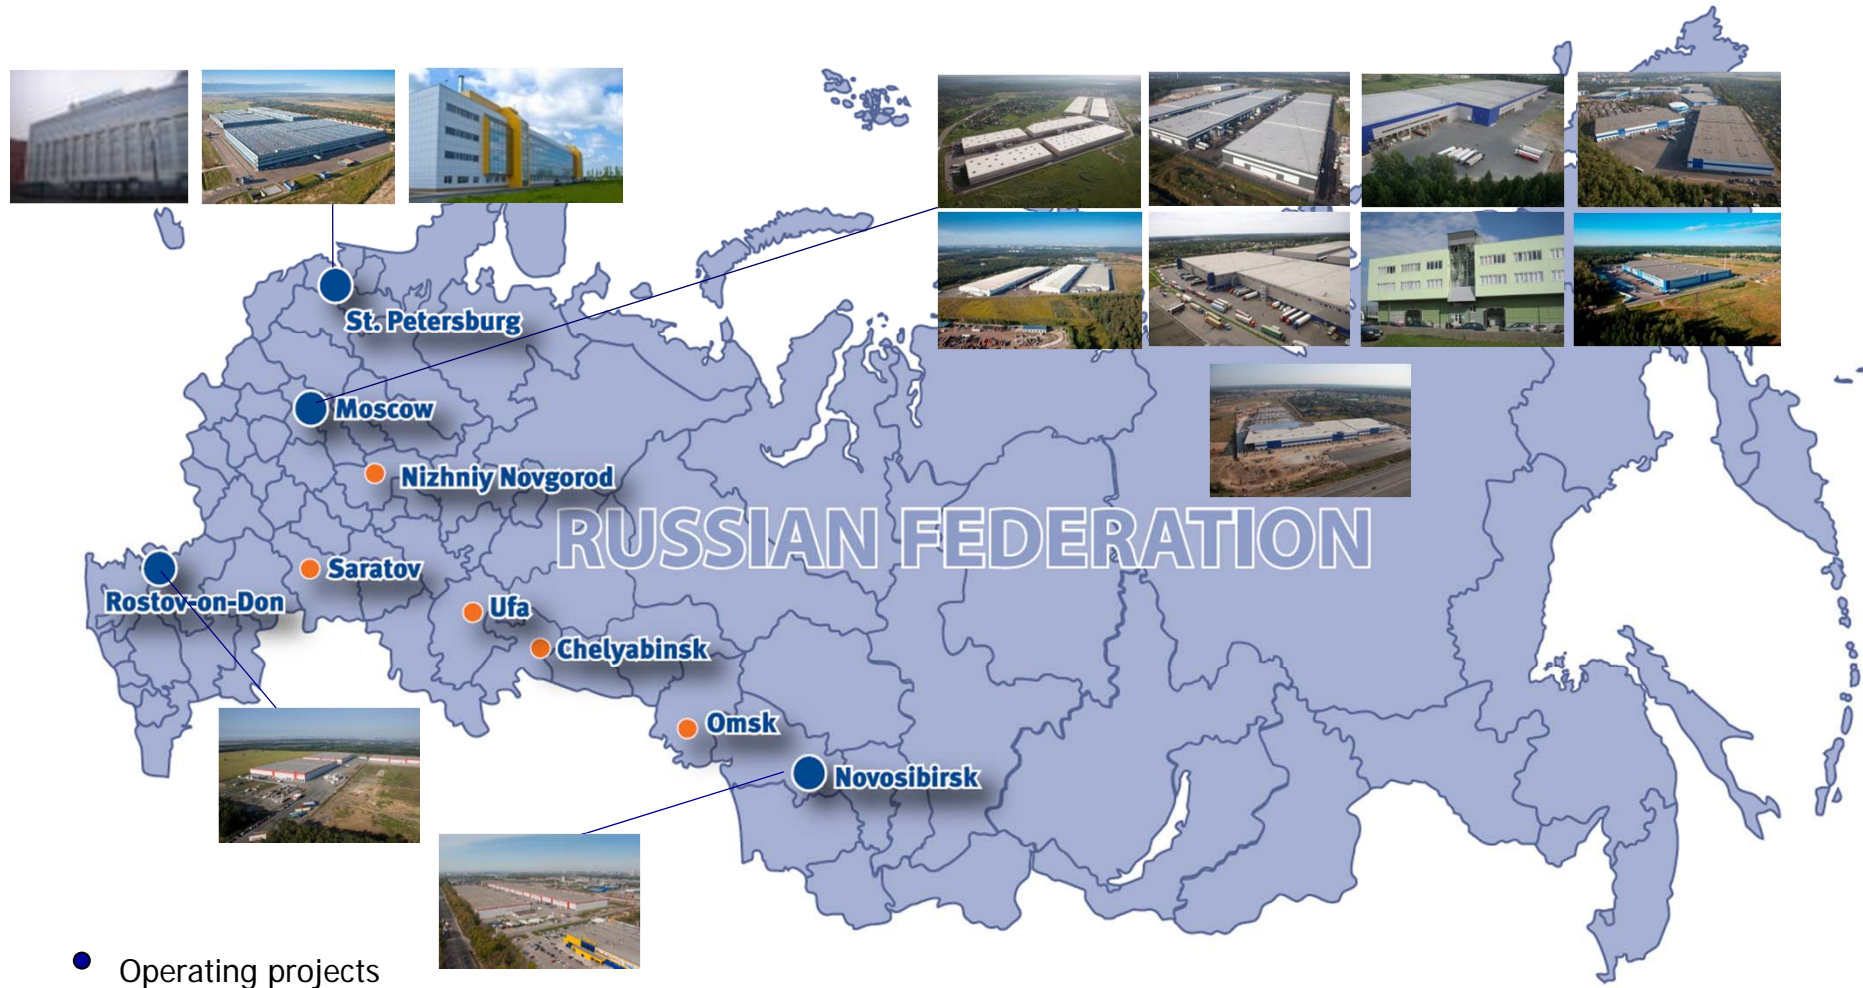 St. Petersburg
Moscow
Nizhniy Novgorod
RUSSIAN FEDERATION
Saratov
Rostov-on-Don
Ufa
Chelyabinsk
Omsk
Novosibirsk
Operating projects